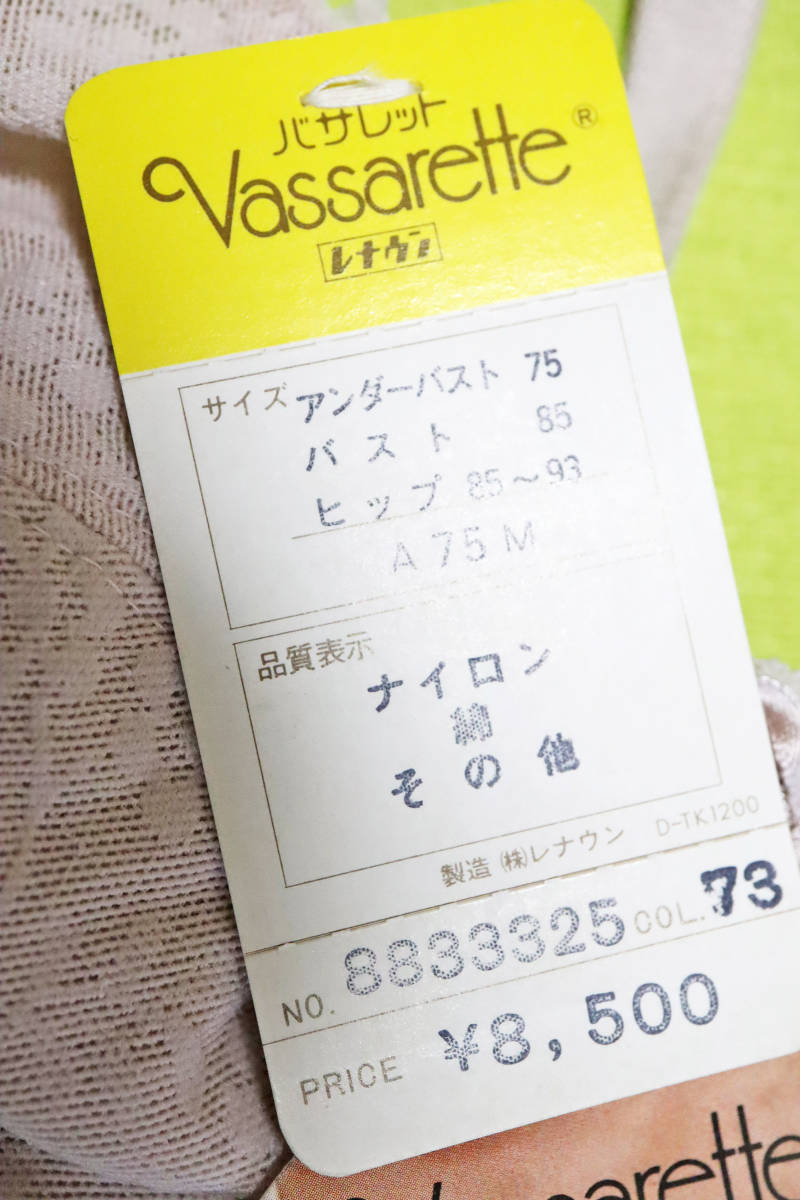 バサレット
Vassarette®
レナウン
サイズ アンダーバスト 75
バスト 85
ヒップ 85～93
A75M
品質表示
ナイロン
綿
その他
製造 ㈱レナウン D-TK1200
NO. 8833325 COL. 73
PRICE ¥8,500
Vassarette